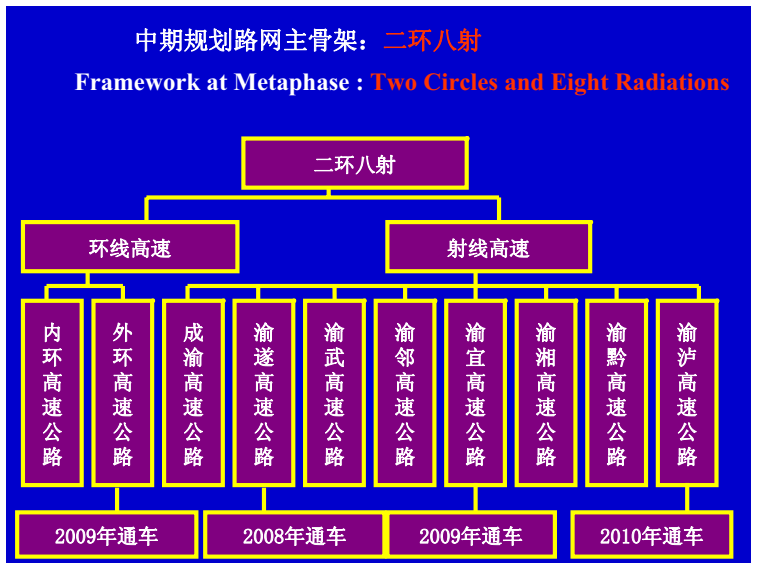 中期规划路网主骨架：二环八射
Framework at Metaphase : Two Circles and Eight Radiations
二环八射
环线高速
射线高速
内环高速公路
外环高速公路
成渝高速公路
渝遂高速公路
渝武高速公路
渝邻高速公路
渝宜高速公路
渝湘高速公路
渝黔高速公路
渝泸高速公路
2009年通车
2008年通车
2009年通车
2010年通车